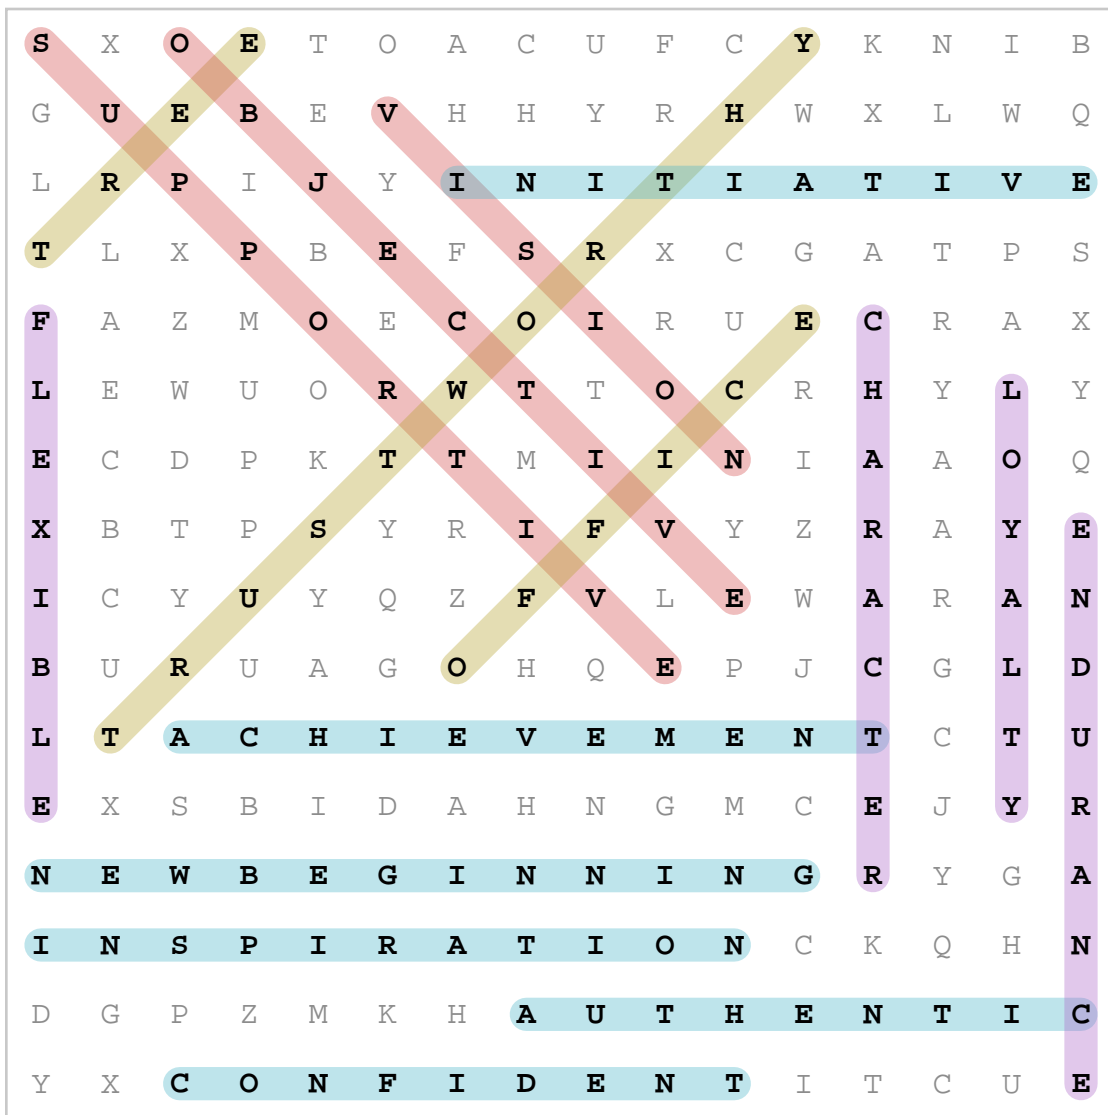 S X O E T O A C U F C Y K N I B
G U E B E V H H Y R H W X L W Q
L R P I J Y I N I T I A T I V E
T L X P B E F S R X C G A T P S
F A Z M O E C O I R U E C R A X
L E W U O R W T T O C R H Y L Y
E C D P K T T M I I N I A A O Q
X B T P S Y R I F V Y Z R A Y E
I C Y U Y Q Z F V L E W A R A N
B U R U A G O H Q E P J C G L D
L T A C H I E V E M E N T C T U
E X S B I D A H N G M C E J Y R
N E W B E G I N N I N G R Y G A
I N S P I R A T I O N C K Q H N
D G P Z M K H A U T H E N T I C
Y X C O N F I D E N T I T C U E